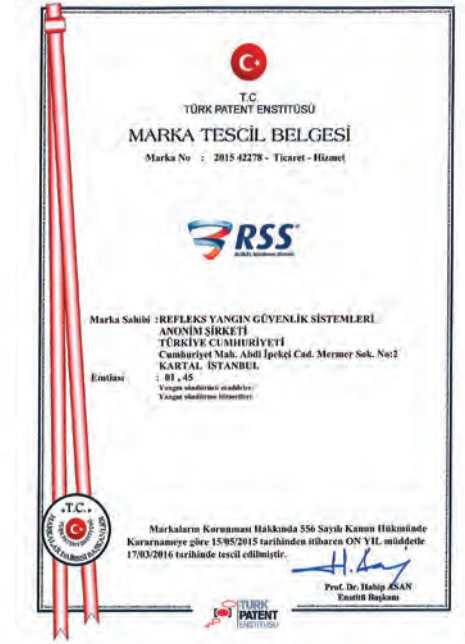 T.C.
TÜRK PATENT ENSTİTÜSÜ
MARKA TESCİL BELGESİ
Marka No : 2015 42278 - Ticaret - Hizmet
RSS
Marka Sahibi : REFLEKS YANGIN GÜVENLİK SİSTEMLERİ
ANONİM ŞİRKETİ
TÜRKİYE CUMHURİYETİ
Cumhuriyet Mah. Abdi İpekçi Cad. Mermer Sok. No:2
KARTAL İSTANBUL
Emtiası : 01 , 45
Yangın söndürücü maddeler.
Yangın söndürme hizmetleri.
T.C.
Markaların Korunması Hakkında 556 Sayılı Kanun Hükmünde
Kararnameye göre 15/05/2015 tarihinden itibaren ON YIL müddetle
17/03/2016 tarihinde tescil edilmiştir.
Prof. Dr. Habip ASAN
Enstitü Başkanı
TÜRK
PATENT
ENSTİTÜSÜ